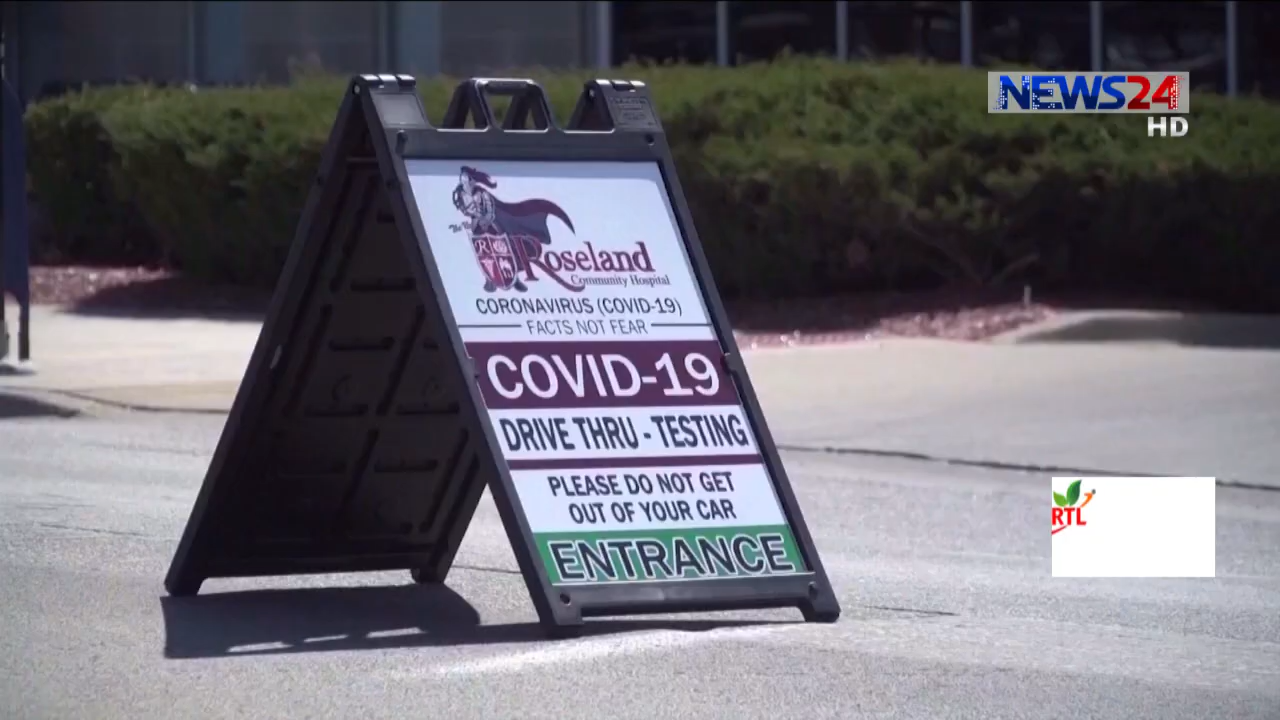 NEWS24
HD
Roseland
Community Hospital
CORONAVIRUS (COVID-19)
FACTS NOT FEAR
COVID-19
DRIVE THRU - TESTING
PLEASE DO NOT GET
OUT OF YOUR CAR
ENTRANCE
RTL